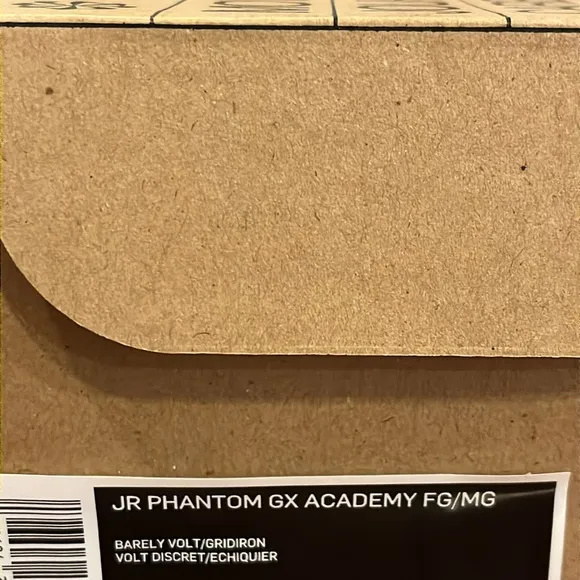 JR PHANTOM GX ACADEMY FG/MG
BARELY VOLT/GRIDIRON
VOLT DISCRET/ECHIQUIER